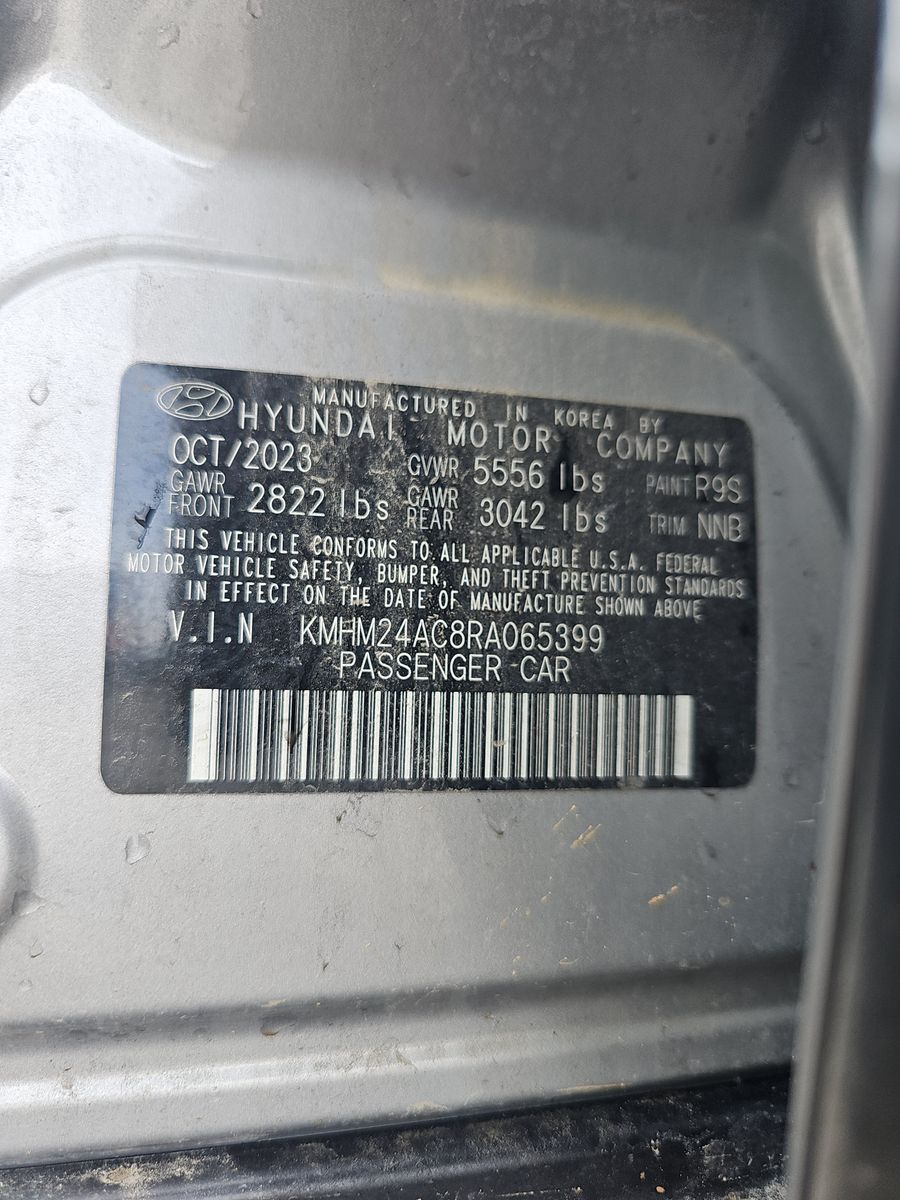 MANUFACTURED IN KOREA BY
HYUNDAI MOTOR COMPANY
OCT/2023 GVWR 5556 lbs PAINT R9S
GAWR FRONT 2822 lbs GAWR REAR 3042 lbs TRIM NNB
THIS VEHICLE CONFORMS TO ALL APPLICABLE U.S.A. FEDERAL
MOTOR VEHICLE SAFETY, BUMPER, AND THEFT PREVENTION STANDARDS
IN EFFECT ON THE DATE OF MANUFACTURE SHOWN ABOVE.
V.I.N KMHM24AC8RA065399
PASSENGER CAR